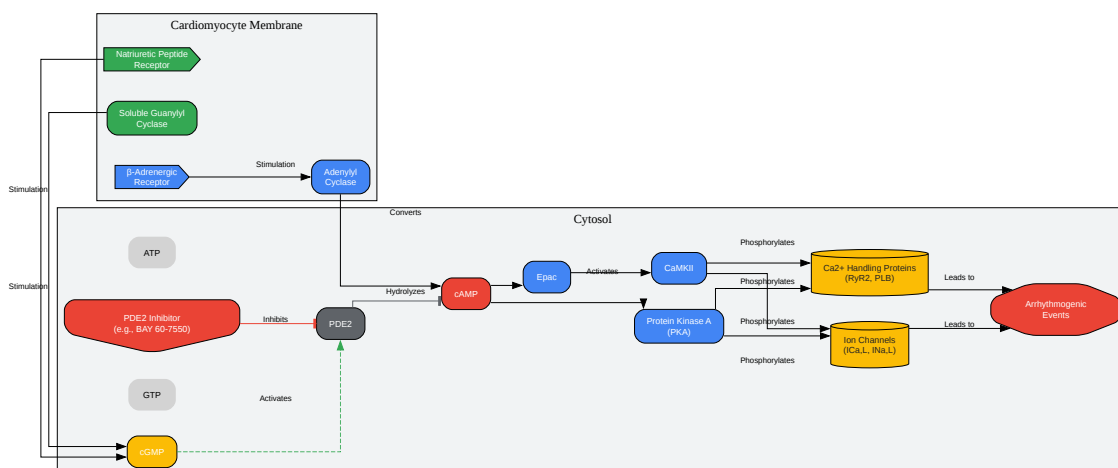 Cardiomyocyte Membrane
Natriuretic Peptide
Receptor
Soluble Guanylyl
Cyclase
β-Adrenergic
Receptor
Stimulation
Adenylyl
Cyclase
Stimulation
Converts
Cytosol
ATP
Stimulation
PDE2 Inhibitor
(e.g., BAY 60-7550)
Inhibits
PDE2
Hydrolyzes
cAMP
Epac
Activates
CaMKII
Protein Kinase A
(PKA)
Phosphorylates
Phosphorylates
Phosphorylates
Phosphorylates
Ca2+ Handling Proteins
(RyR2, PLB)
Ion Channels
(ICa,L, INa,L)
Leads to
Leads to
Arrhythmogenic
Events
GTP
Activates
cGMP